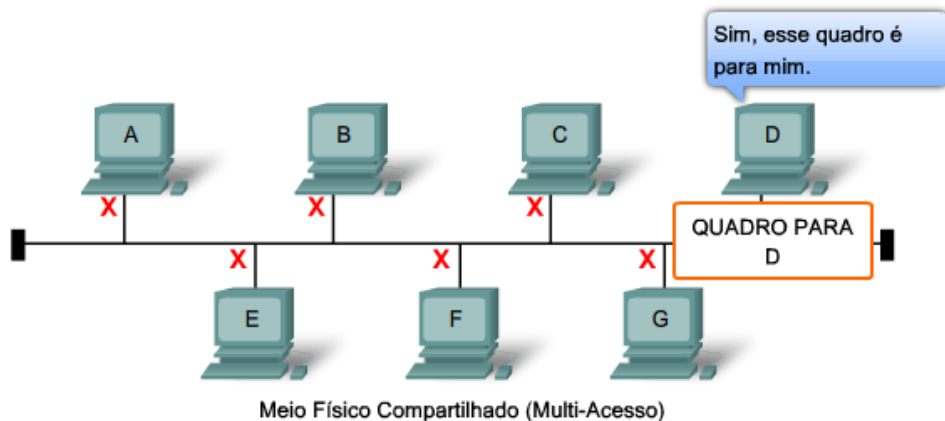 Sim, esse quadro é
para mim.
A
B
C
D
X
X
X
QUADRO PARA
D
X
X
X
E
F
G
Meio Físico Compartilhado (Multi-Acesso)